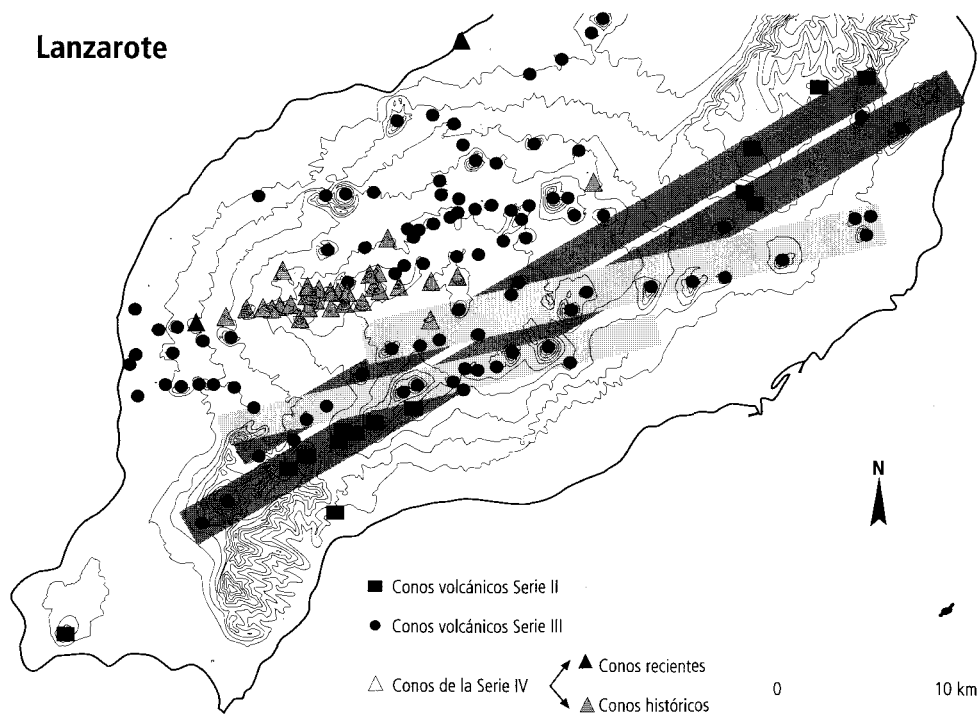 Lanzarote
N
Conos volcánicos Serie II
Conos volcánicos Serie III
Conos de la Serie IV
Conos recientes
Conos históricos
0 10 km